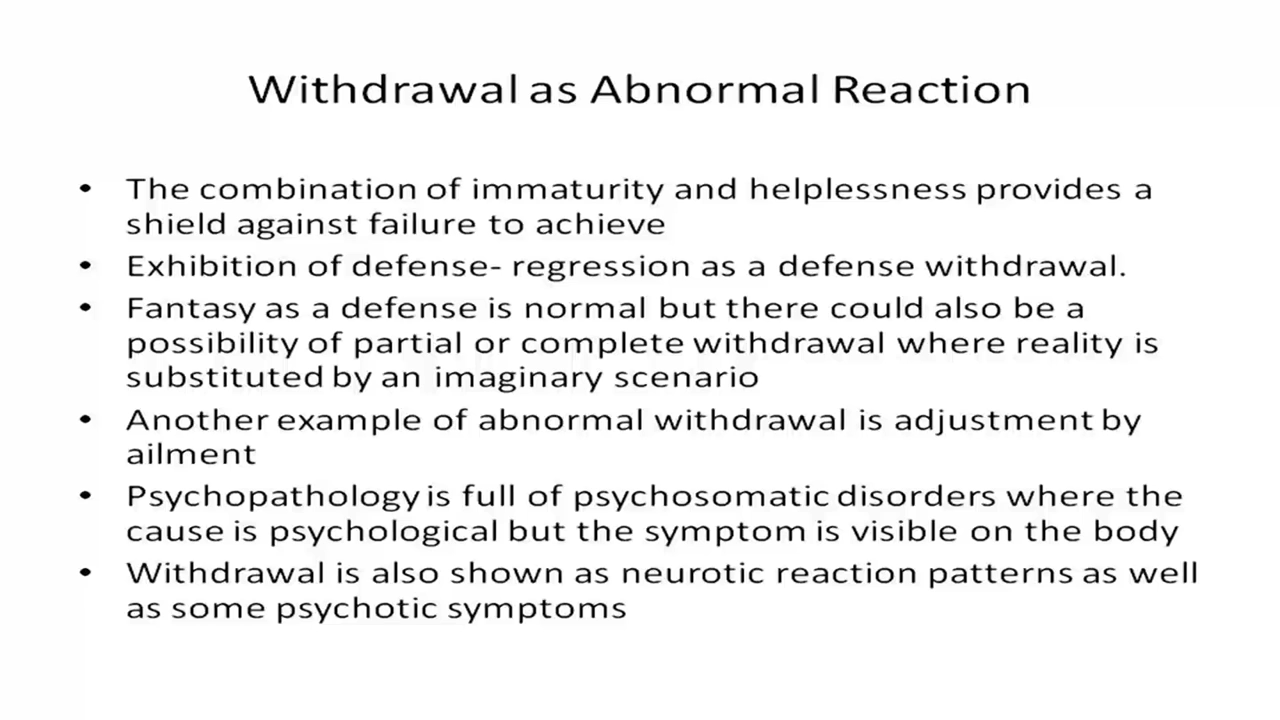 Withdrawal as Abnormal Reaction
• The combination of immaturity and helplessness provides a
shield against failure to achieve
• Exhibition of defense- regression as a defense withdrawal.
• Fantasy as a defense is normal but there could also be a
possibility of partial or complete withdrawal where reality is
substituted by an imaginary scenario
• Another example of abnormal withdrawal is adjustment by
ailment
• Psychopathology is full of psychosomatic disorders where the
cause is psychological but the symptom is visible on the body
• Withdrawal is also shown as neurotic reaction patterns as well
as some psychotic symptoms